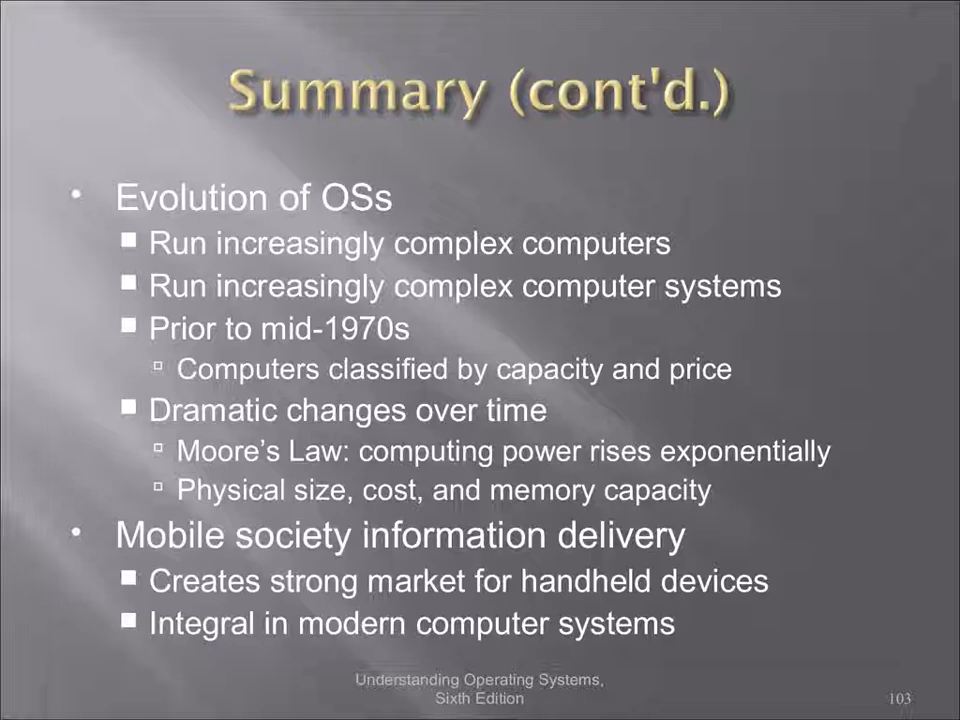 Summary (cont'd.)
• Evolution of OSs
■ Run increasingly complex computers
■ Run increasingly complex computer systems
■ Prior to mid-1970s
▫ Computers classified by capacity and price
■ Dramatic changes over time
▫ Moore’s Law: computing power rises exponentially
▫ Physical size, cost, and memory capacity
• Mobile society information delivery
■ Creates strong market for handheld devices
■ Integral in modern computer systems
Understanding Operating Systems,
Sixth Edition
103